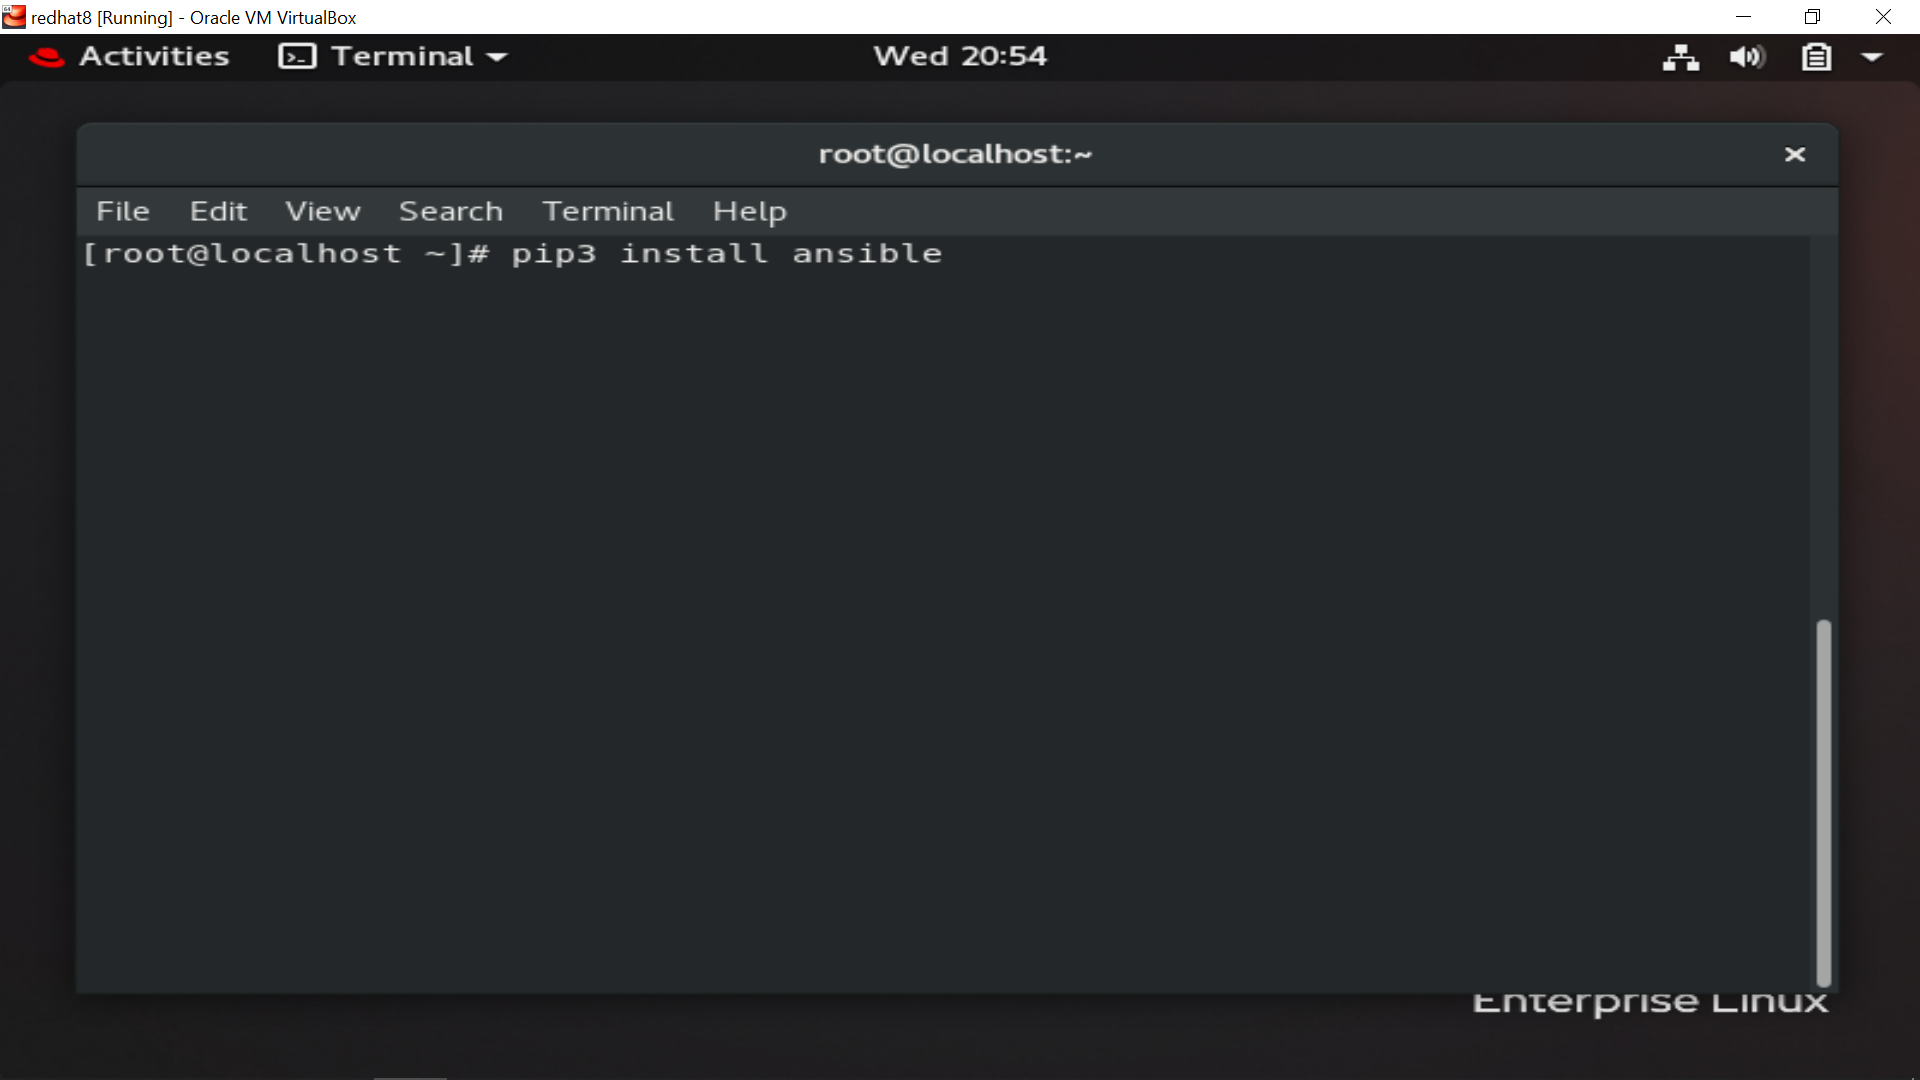 redhat8 [Running] - Oracle VM VirtualBox
Activities Terminal Wed 20:54
root@localhost:~
File Edit View Search Terminal Help
[root@localhost ~]# pip3 install ansible
Enterprise Linux